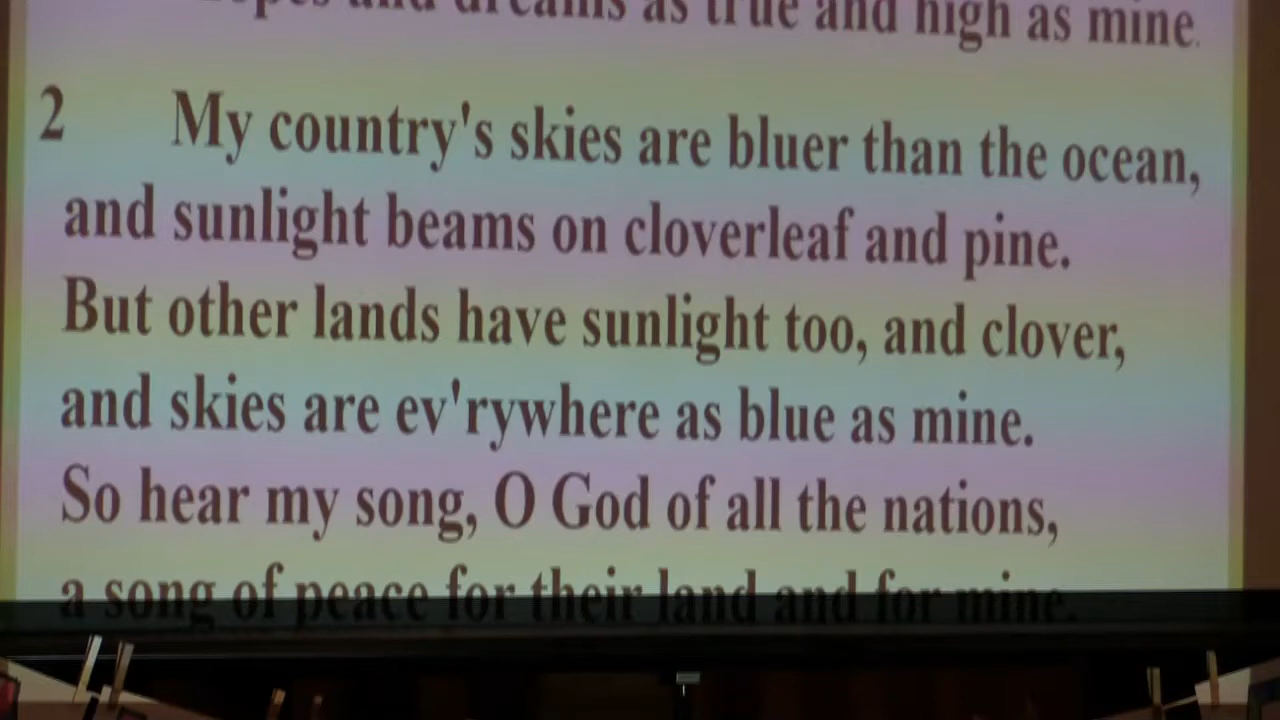 hopes and dreams as true and high as mine.
2 My country's skies are bluer than the ocean,
and sunlight beams on cloverleaf and pine.
But other lands have sunlight too, and clover,
and skies are ev'rywhere as blue as mine.
So hear my song, O God of all the nations,
a song of peace for their land and for mine.